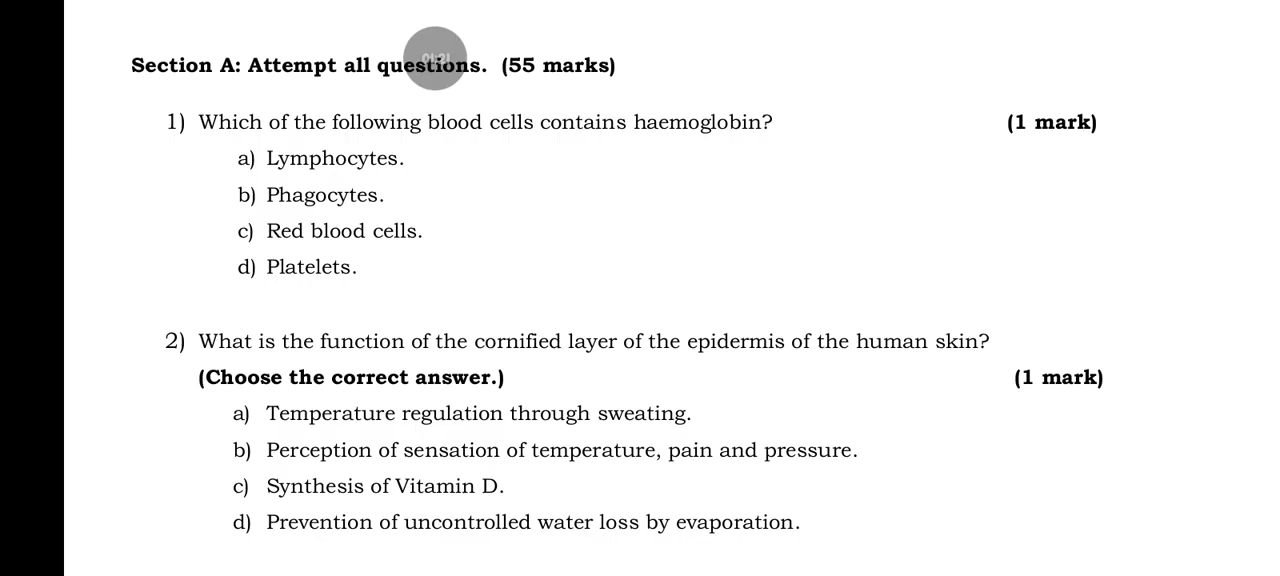 Section A: Attempt all questions. (55 marks)
1) Which of the following blood cells contains haemoglobin? (1 mark)
a) Lymphocytes.
b) Phagocytes.
c) Red blood cells.
d) Platelets.
2) What is the function of the cornified layer of the epidermis of the human skin?
(Choose the correct answer.) (1 mark)
a) Temperature regulation through sweating.
b) Perception of sensation of temperature, pain and pressure.
c) Synthesis of Vitamin D.
d) Prevention of uncontrolled water loss by evaporation.